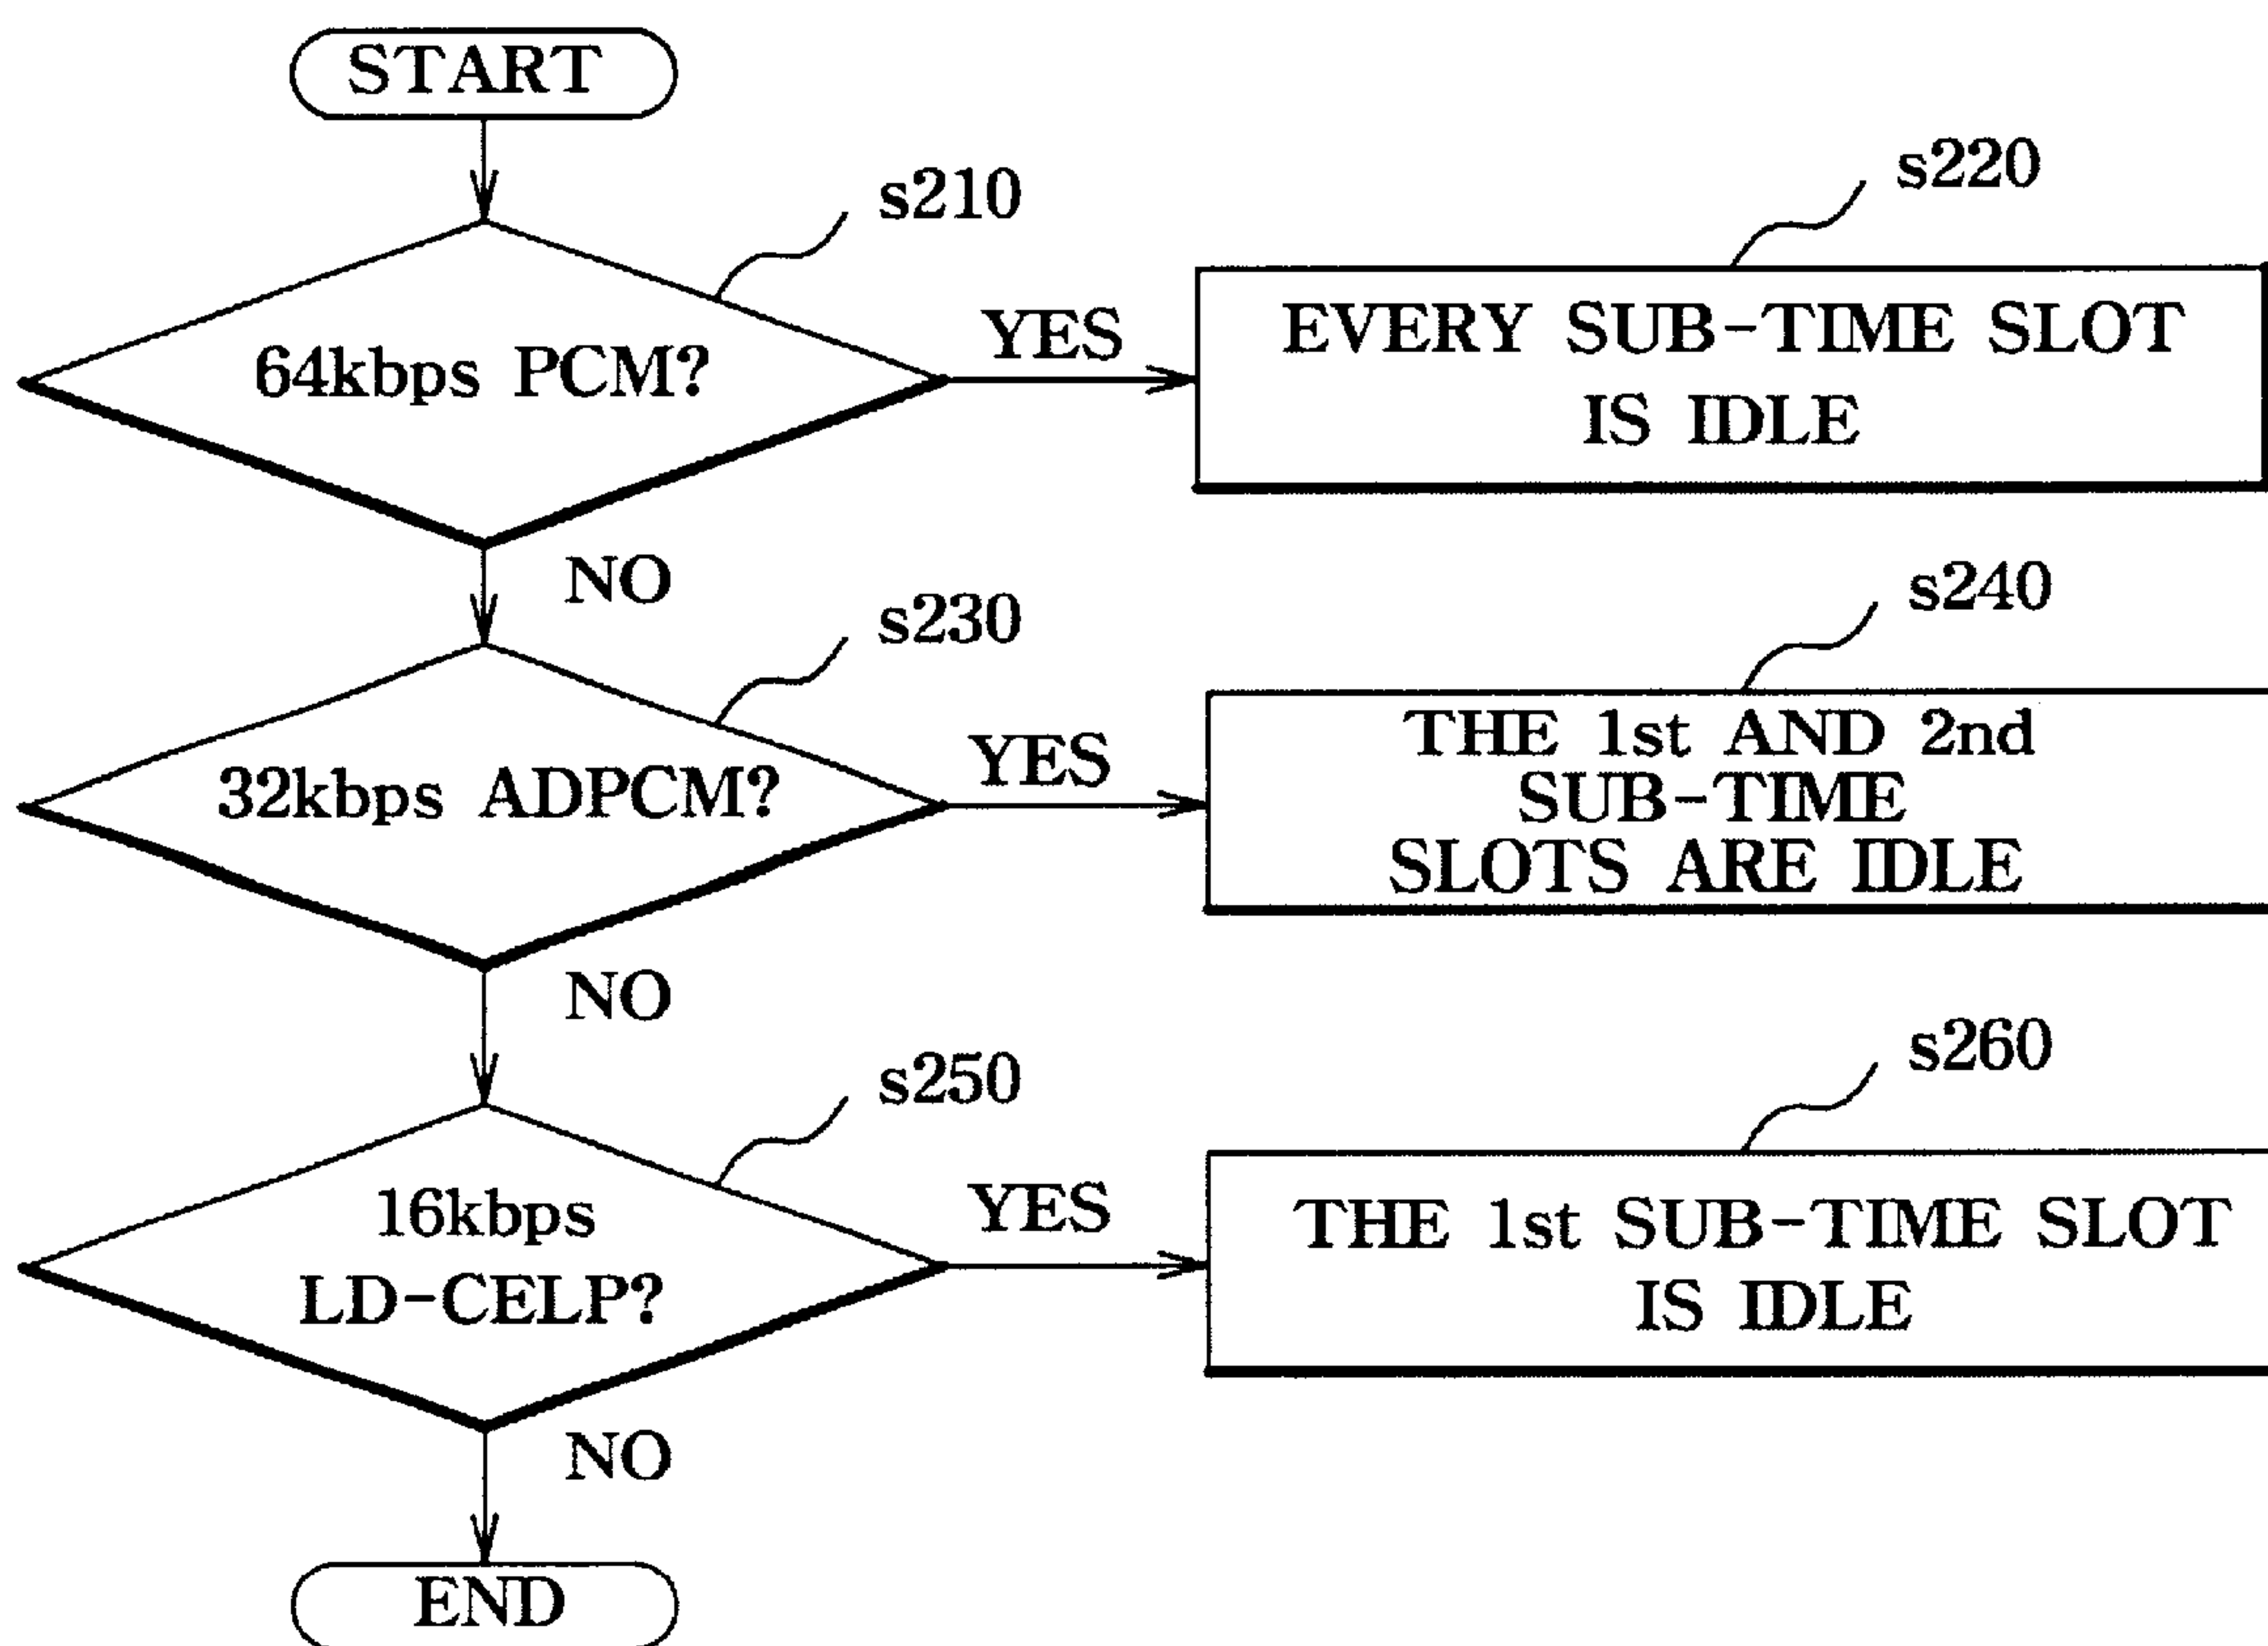 START
s210
s220
64kbps PCM?
YES
EVERY SUB-TIME SLOT
IS IDLE
NO
s230
s240
32kbps ADPCM?
YES
THE 1st AND 2nd
SUB-TIME
SLOTS ARE IDLE
NO
s250
s260
16kbps
LD-CELP?
YES
THE 1st SUB-TIME SLOT
IS IDLE
NO
END